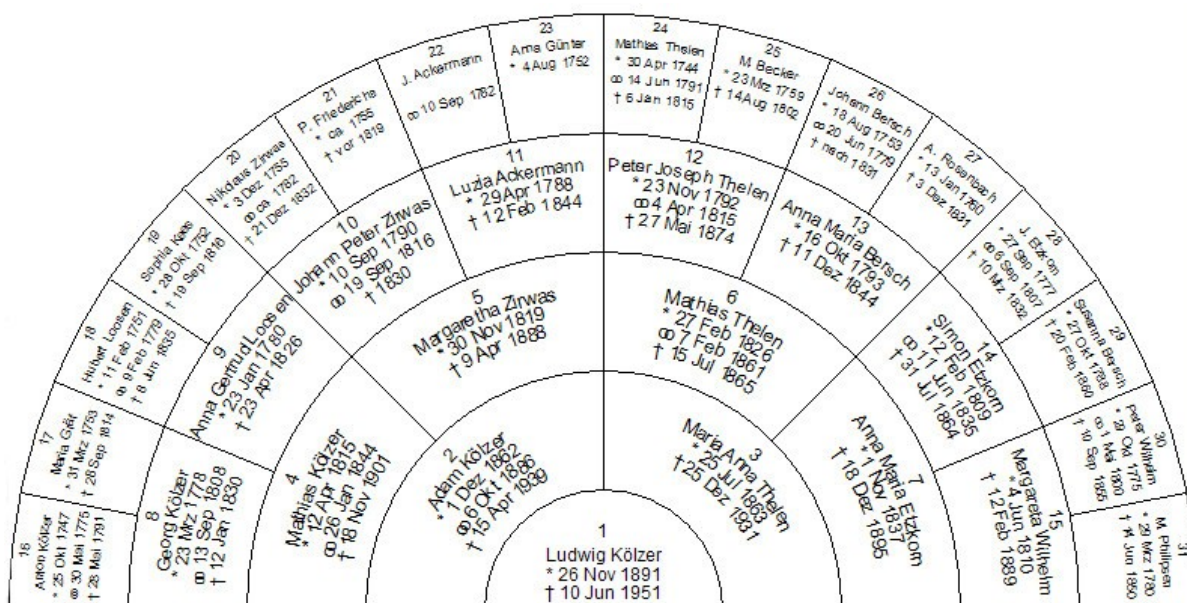 1
Ludwig Kölzer
* 26 Nov 1891
† 10 Jun 1951
2
Adam Kölzer
* 1 Dez 1862
∞ 6 Okt 1886
† 15 Apr 1939
3
Maria Anna Thelen
* 25 Jul 1863
† 25 Dez 1931
4
Mathias Kölzer
* 12 Apr 1815
∞ 26 Jan 1844
† 18 Nov 1901
5
Margaretha Zirwas
* 30 Nov 1819
† 9 Apr 1888
6
Mathias Thelen
* 27 Feb 1826
∞ 7 Feb 1861
† 15 Jul 1865
7
Anna Maria Etzkorn
* 1 Nov 1837
† 18 Dez 1895
8
Georg Kölzer
* 23 Mrz 1778
∞ 13 Sep 1808
† 12 Jan 1830
9
Anna Gertrud Loosen
* 23 Jan 1780
† 23 Apr 1826
10
Johann Peter Zirwas
* 10 Sep 1790
∞ 19 Sep 1816
† 1830
11
Luzia Ackermann
* 29 Apr 1788
† 12 Feb 1844
12
Peter Joseph Thelen
* 23 Nov 1792
∞ 4 Apr 1815
† 27 Mai 1874
13
Anna Maria Bersch
* 16 Okt 1793
† 11 Dez 1844
14
Simon Etzkorn
* 12 Feb 1809
∞ 11 Jun 1835
† 31 Jul 1864
15
Margareta Wilhelm
* 4 Jun 1810
† 12 Feb 1889
16
Anton Kölzer
* 25 Okt 1747
∞ 30 Mai 1775
† 28 Mai 1791
17
Maria Gilt
* 31 Mrz 1753
† 28 Sep 1814
18
Hubert Loosen
* 11 Feb 1751
∞ 9 Feb 1779
† 8 Jun 1835
19
Sophia
* 28 Okt 1752
† 19 Sep 1816
20
Nikolaus Zirwas
* 3 Dez 1755
∞ ca 1782
† 21 Dez 1832
21
P. Friederichs
* ca 1755
† vor 1819
22
J. Ackermann
∞ 10 Sep 1782
23
Anna Günter
* 4 Aug 1752
24
Mathias Thelen
* 30 Apr 1744
∞ 14 Jun 1791
† 6 Jan 1815
25
M. Becker
* 23 Mrz 1759
† 14 Aug 1802
26
Johann Bersch
* 18 Aug 1753
∞ 20 Jun 1779
† nach 1831
27
A. Rosenbach
* 13 Jan 1760
† 3 Dez 1831
28
J. Etzkorn
* 27 Sep 1777
∞ 6 Sep 1807
† 10 Mrz 1832
29
Susanna Bersch
* 27 Okt 1788
† 20 Feb 1860
30
Peter Wilhelm
* 29 Okt 1775
∞ 1 Mai 1800
† 19 Sep 1855
31
M. Philipsen
* 29 Mrz 1780
† 14 Jun 1850